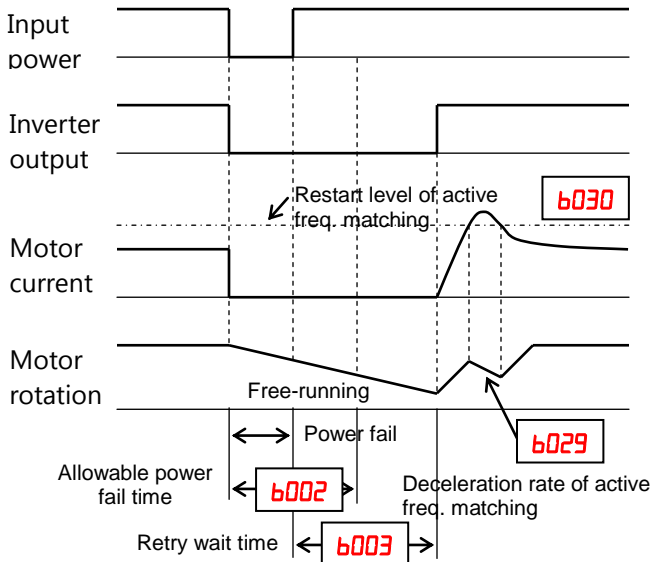 Input
power
Inverter
output
Restart level of active
freq. matching
b030
Motor
current
Motor
rotation
Free-running
Power fail
b029
Allowable power
fail time
b002
Deceleration rate of active
freq. matching
Retry wait time
b003